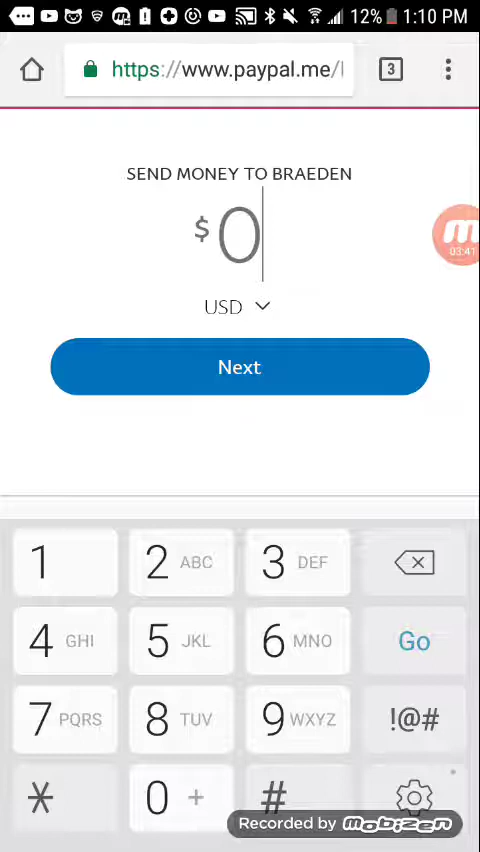 12% 1:10 PM
https://www.paypal.me/
3
SEND MONEY TO BRAEDEN
$0
03:41
USD
Next
1 2 ABC 3 DEF
4 GHI 5 JKL 6 MNO Go
7 PQRS 8 TUV 9 WXYZ !@#
* 0 + #
Recorded by mobizen